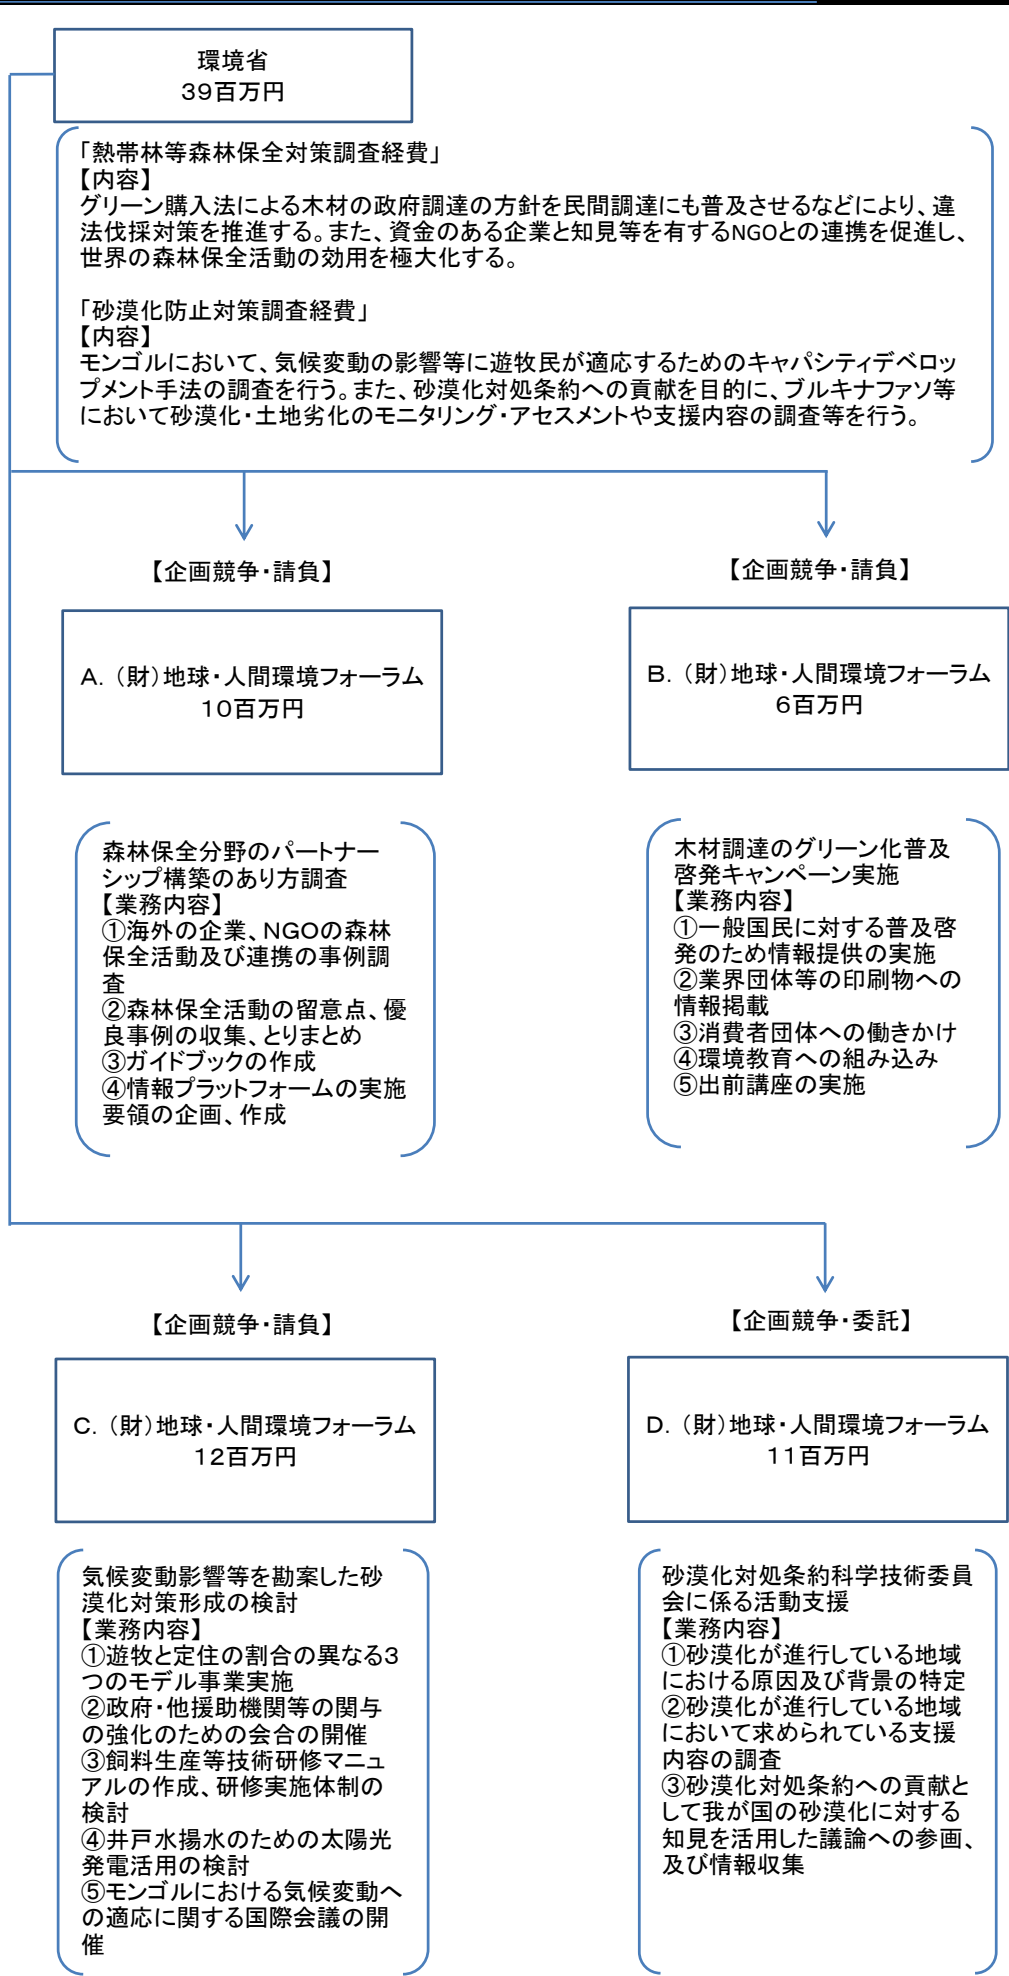 環境省
39百万円
「熱帯林等森林保全対策調査経費」
【内容】
グリーン購入法による木材の政府調達の方針を民間調達にも普及させるなどにより、違
法伐採対策を推進する。また、資金のある企業と知見等を有するNGOとの連携を促進し、
世界の森林保全活動の効用を極大化する。
「砂漠化防止対策調査経費」
【内容】
モンゴルにおいて、気候変動の影響等に遊牧民が適応するためのキャパシティデベロッ
プメント手法の調査を行う。また、砂漠化対処条約への貢献を目的に、ブルキナファソ等
において砂漠化・土地劣化のモニタリング・アセスメントや支援内容の調査等を行う。
【企画競争・請負】
A.（財）地球・人間環境フォーラム
10百万円
森林保全分野のパートナー
シップ構築のあり方調査
【業務内容】
①海外の企業、NGOの森林
保全活動及び連携の事例調
査
②森林保全活動の留意点、優
良事例の収集、とりまとめ
③ガイドブックの作成
④情報プラットフォームの実施
要領の企画、作成
【企画競争・請負】
B.（財）地球・人間環境フォーラム
6百万円
木材調達のグリーン化普及
啓発キャンペーン実施
【業務内容】
①一般国民に対する普及啓
発のため情報提供の実施
②業界団体等の印刷物への
情報掲載
③消費者団体への働きかけ
④環境教育への組み込み
⑤出前講座の実施
【企画競争・請負】
C.（財）地球・人間環境フォーラム
12百万円
気候変動影響等を勘案した砂
漠化対策形成の検討
【業務内容】
①遊牧と定住の割合の異なる3
つのモデル事業実施
②政府・他援助機関等の関与
の強化のための会合の開催
③飼料生産等技術研修マニュ
アルの作成、研修実施体制の
検討
④井戸水揚水のための太陽光
発電活用の検討
⑤モンゴルにおける気候変動へ
の適応に関する国際会議の開
催
【企画競争・委託】
D.（財）地球・人間環境フォーラム
11百万円
砂漠化対処条約科学技術委員
会に係る活動支援
【業務内容】
①砂漠化が進行している地域
における原因及び背景の特定
②砂漠化が進行している地域
において求められている支援
内容の調査
③砂漠化対処条約への貢献と
して我が国の砂漠化に対する
知見を活用した議論への参画、
及び情報収集